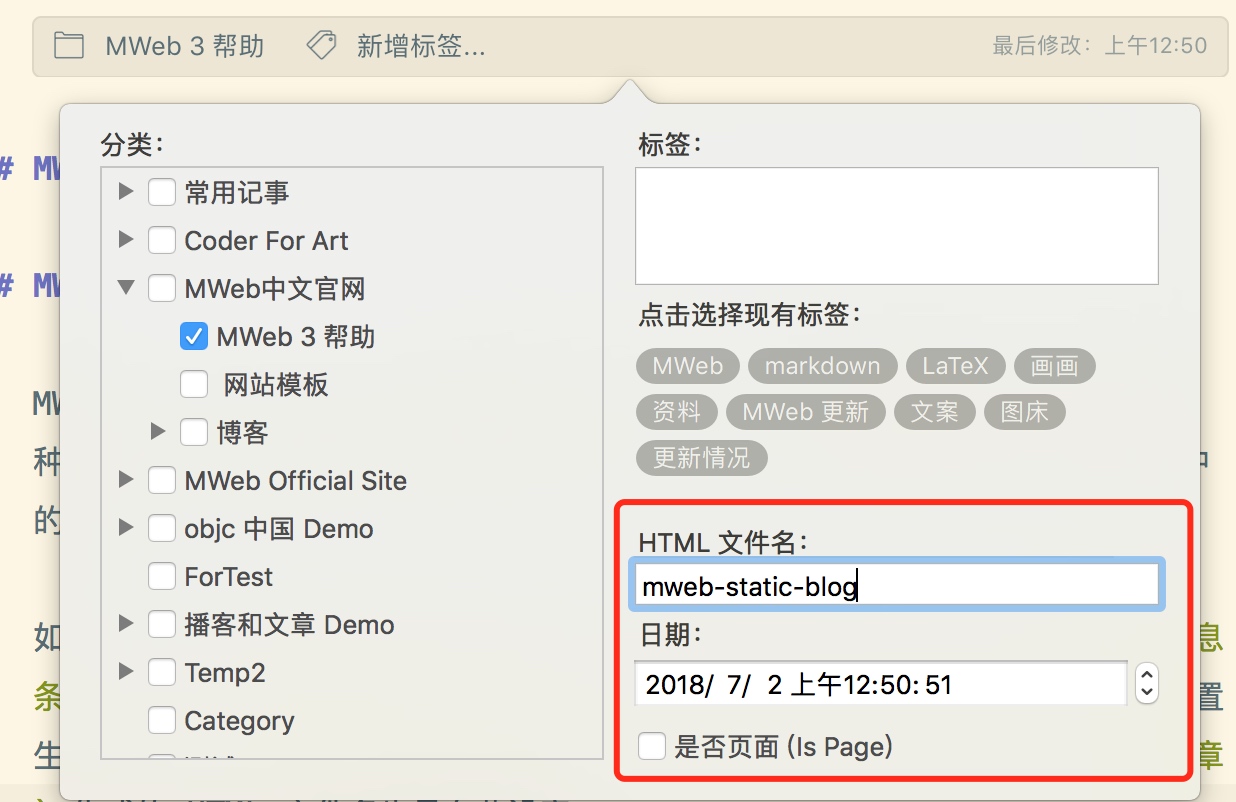 MWeb 3 帮助
新增标签...
最后修改：上午12:50
分类：
常用记事
Coder For Art
MWeb中文官网
MWeb 3 帮助
网站模板
博客
MWeb Official Site
objc 中国 Demo
ForTest
播客和文章 Demo
Temp2
Category
标签：
点击选择现有标签：
MWeb markdown LaTeX 画画
资料 MWeb 更新 文案 图床
更新情况
HTML 文件名：
mweb-static-blog
日期：
2018/ 7/ 2 上午12:50:51
是否页面 (Is Page)
# MW
# MW
MW
种
的
如
息
条
置
生
章